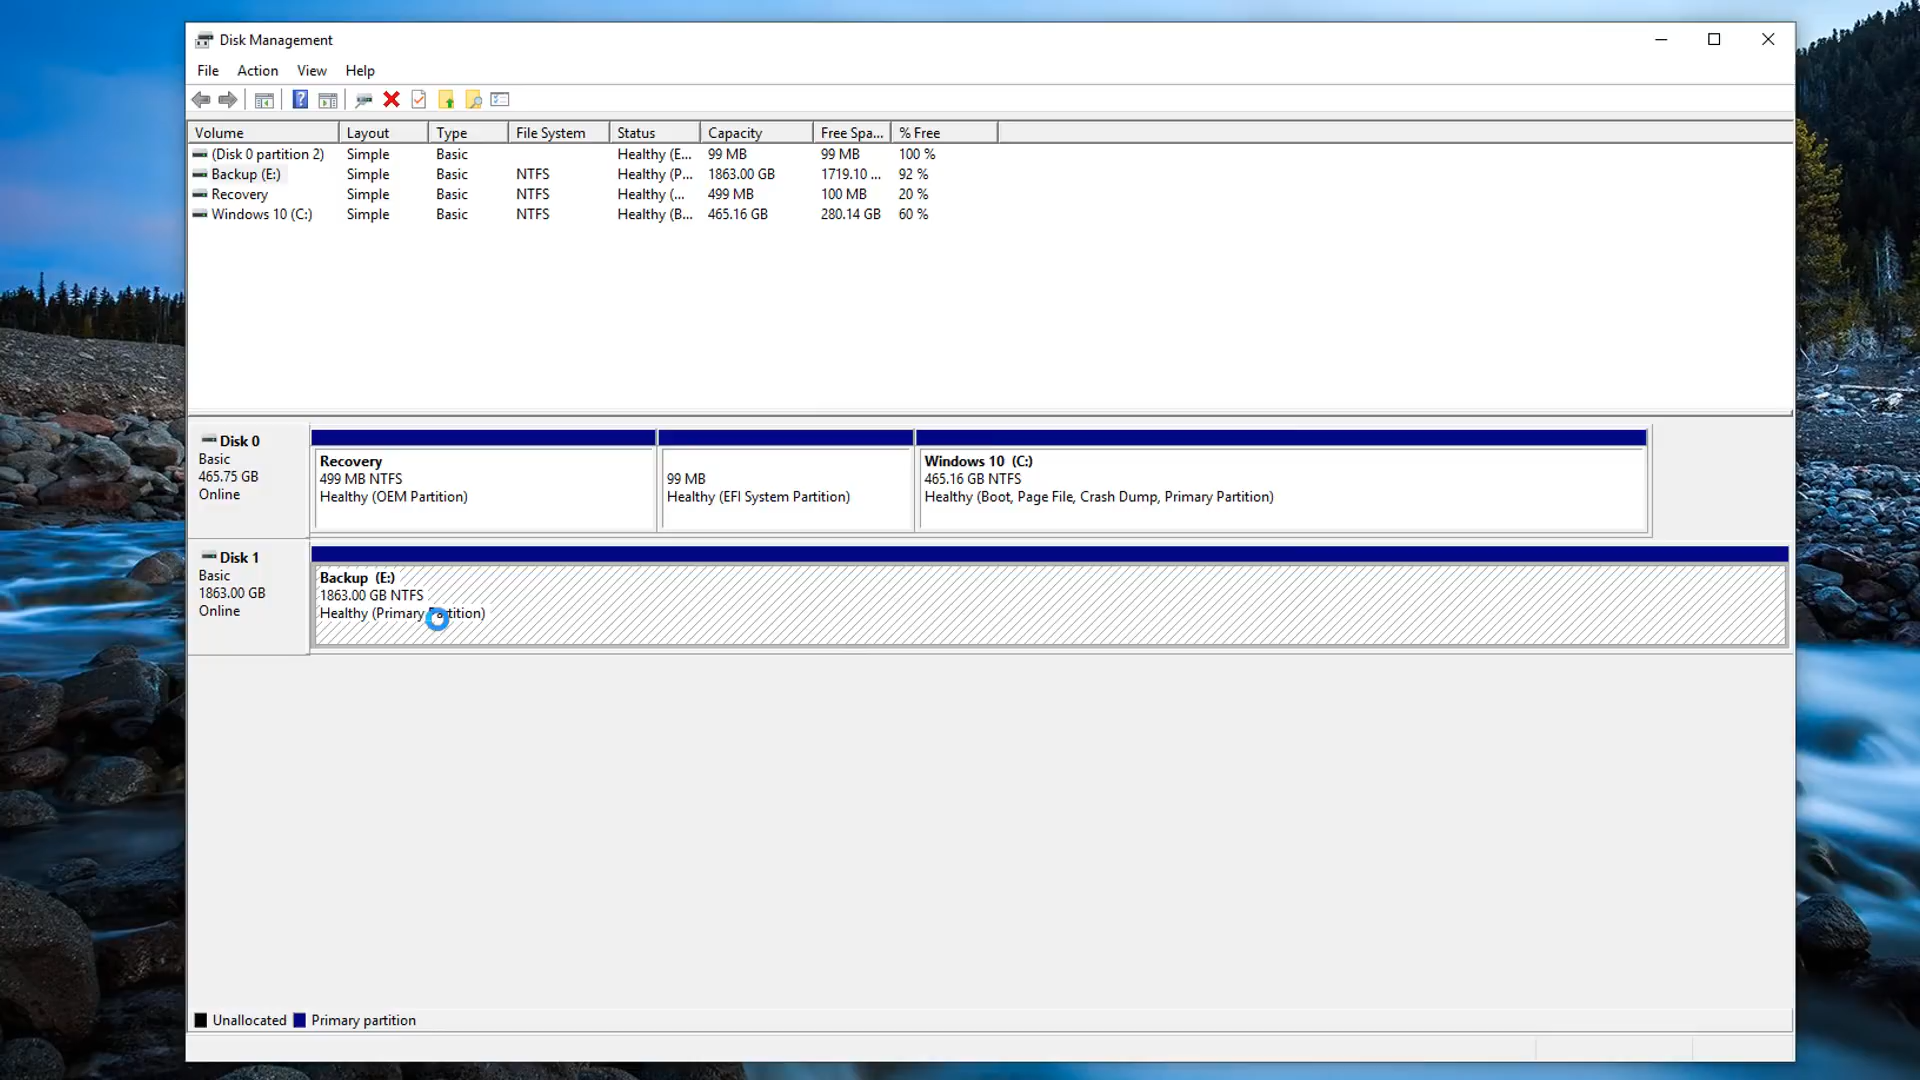 Disk Management
File Action View Help
Volume Layout Type File System Status Capacity Free Spa... % Free
(Disk 0 partition 2) Simple Basic Healthy (E... 99 MB 99 MB 100 %
Backup (E:) Simple Basic NTFS Healthy (P... 1863.00 GB 1719.10 ... 92 %
Recovery Simple Basic NTFS Healthy (... 499 MB 100 MB 20 %
Windows 10 (C:) Simple Basic NTFS Healthy (B... 465.16 GB 280.14 GB 60 %
Disk 0
Basic
465.75 GB
Online
Recovery
499 MB NTFS
Healthy (OEM Partition)
99 MB
Healthy (EFI System Partition)
Windows 10 (C:)
465.16 GB NTFS
Healthy (Boot, Page File, Crash Dump, Primary Partition)
Disk 1
Basic
1863.00 GB
Online
Backup (E:)
1863.00 GB NTFS
Healthy (Primary Partition)
Unallocated Primary partition